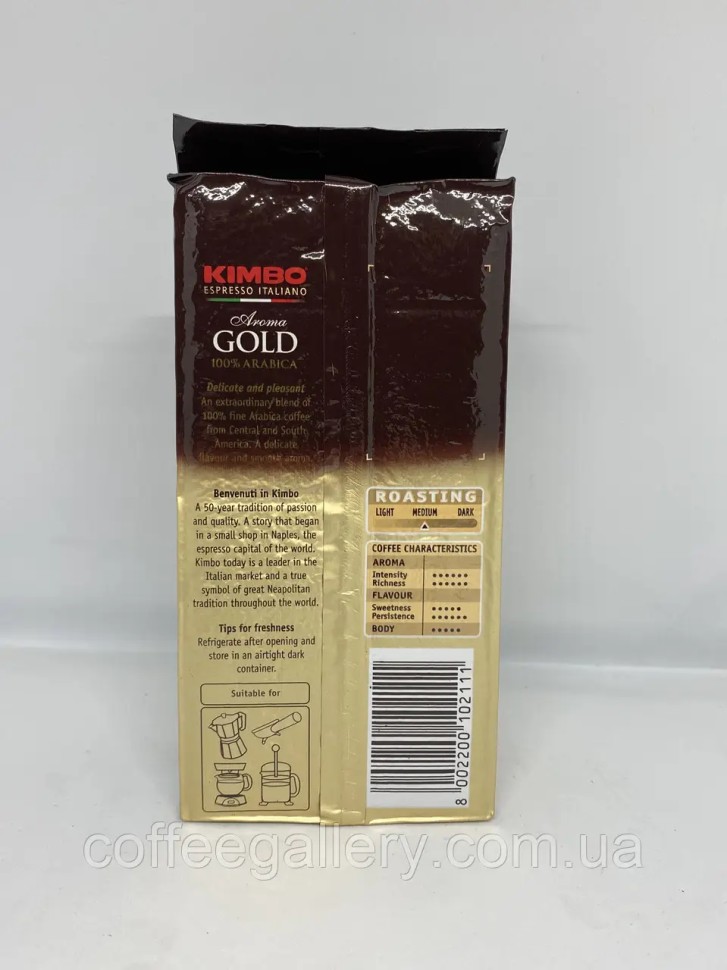 KIMBO
ESPRESSO ITALIANO
Aroma
GOLD
100% ARABICA
Delicate and pleasant
An extraordinary blend of
100% fine Arabica coffee
from Central and South
America. A delicate
flavour and special aroma.
Benvenuti in Kimbo
A 50-year tradition of passion
and quality. A story that began
in a small shop in Naples, the
espresso capital of the world.
Kimbo today is a leader in the
Italian market and a true
symbol of great Neapolitan
tradition throughout the world.
Tips for freshness
Refrigerate after opening and
store in an airtight dark
container.
Suitable for
ROASTING
LIGHT MEDIUM DARK
COFFEE CHARACTERISTICS
AROMA
Intensity
Richness
FLAVOUR
Sweetness
Persistence
BODY
8 002200 102111
coffeegallery.com.ua